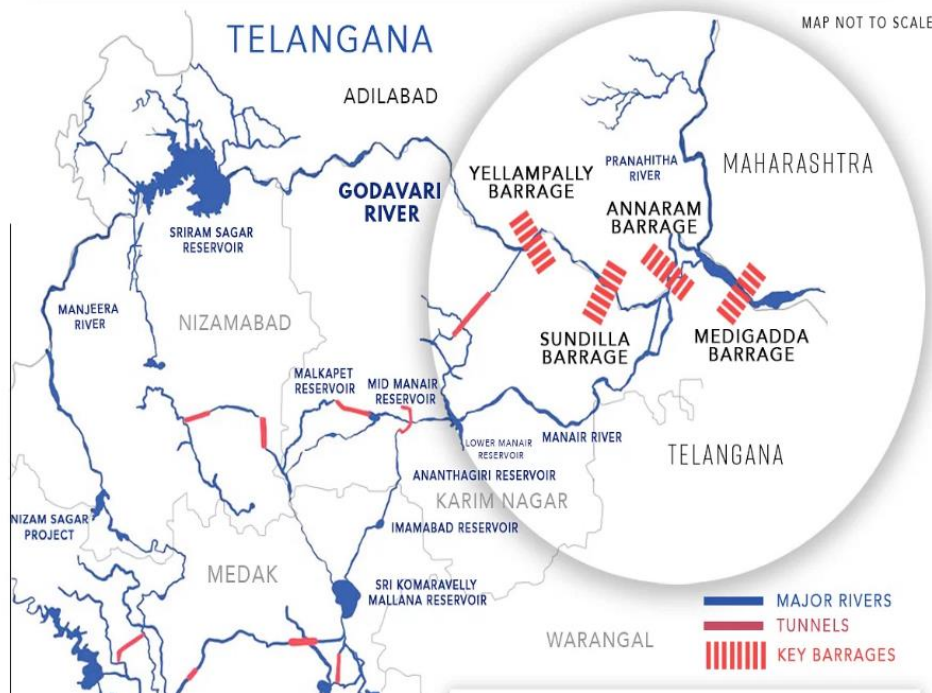 MAP NOT TO SCALE
TELANGANA
ADILABAD
PRANAHITHA
RIVER
MAHARASHTRA
YELLAMPALLY
BARRAGE
GODAVARI
RIVER
ANNARAM
BARRAGE
SRIRAM SAGAR
RESERVOIR
MANJEERA
RIVER
NIZAMABAD
SUNDILLA
BARRAGE
MEDIGADDA
BARRAGE
MALKAPET
RESERVOIR
MID MANAIR
RESERVOIR
LOWER MANAIR
RESERVOIR
MANAIR RIVER
TELANGANA
ANANTHAGIRI RESERVOIR
KARIM NAGAR
IMAMABAD RESERVOIR
NIZAM SAGAR
PROJECT
MEDAK
SRI KOMARAVELLY
MALLANA RESERVOIR
WARANGAL
MAJOR RIVERS
TUNNELS
KEY BARRAGES